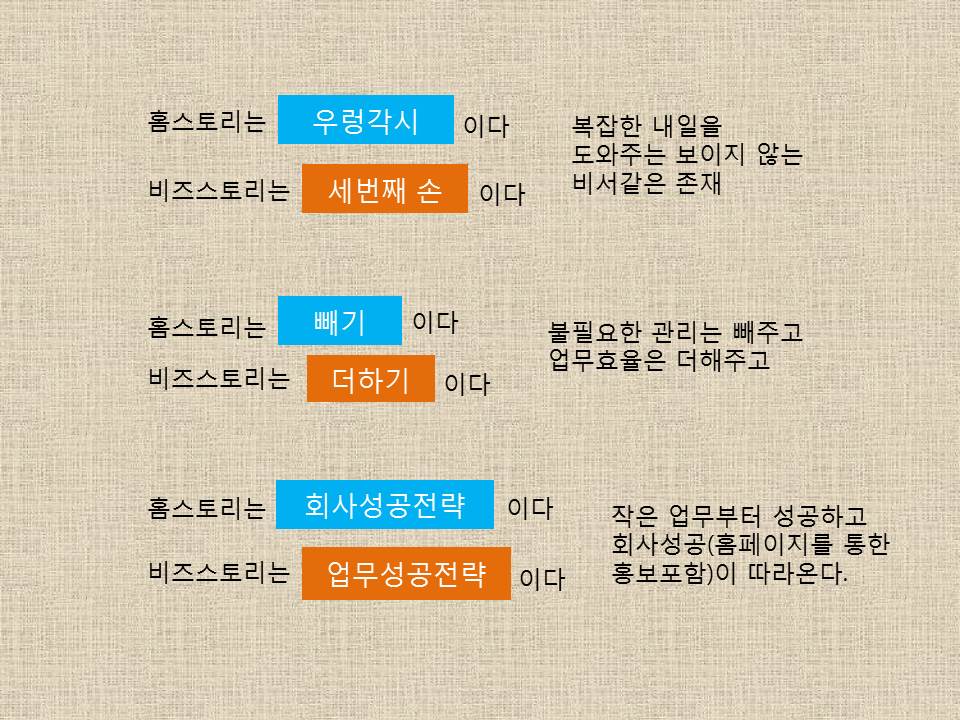 홈스토리는 우렁각시 이다
비즈스토리는 세번째 손 이다
복잡한 내일을
도와주는 보이지 않는
비서같은 존재
홈스토리는 빼기 이다
비즈스토리는 더하기 이다
불필요한 관리는 빼주고
업무효율은 더해주고
홈스토리는 회사성공전략 이다
비즈스토리는 업무성공전략 이다
작은 업무부터 성공하고
회사성공(홈페이지를 통한
홍보포함)이 따라온다.